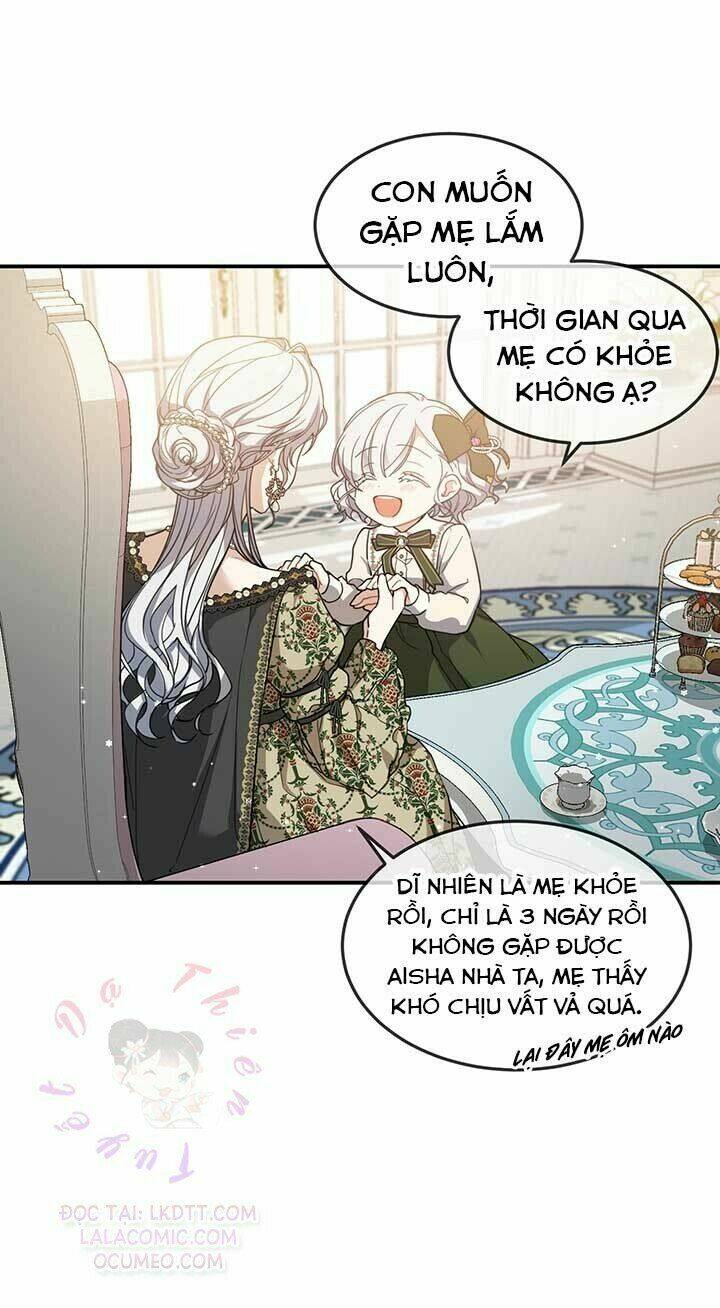 CON MUỐN
GẶP MẸ LẮM
LUÔN,
THỜI GIAN QUA
MẸ CÓ KHỎE
KHÔNG Ạ?
DĨ NHIÊN LÀ MẸ KHỎE
RỒI, CHỈ LÀ 3 NGÀY RỒI
KHÔNG GẶP ĐƯỢC
AISHA NHÀ TA, MẸ THẤY
KHÓ CHỊU VẤT VẢ QUÁ.
LẠI ĐÂY MẸ ÔM NÀO
Dạ Thiên
Tuyết
ĐỌC TẠI: LKDTT.COM
LALACOMIC.COM
OCUMEO.COM